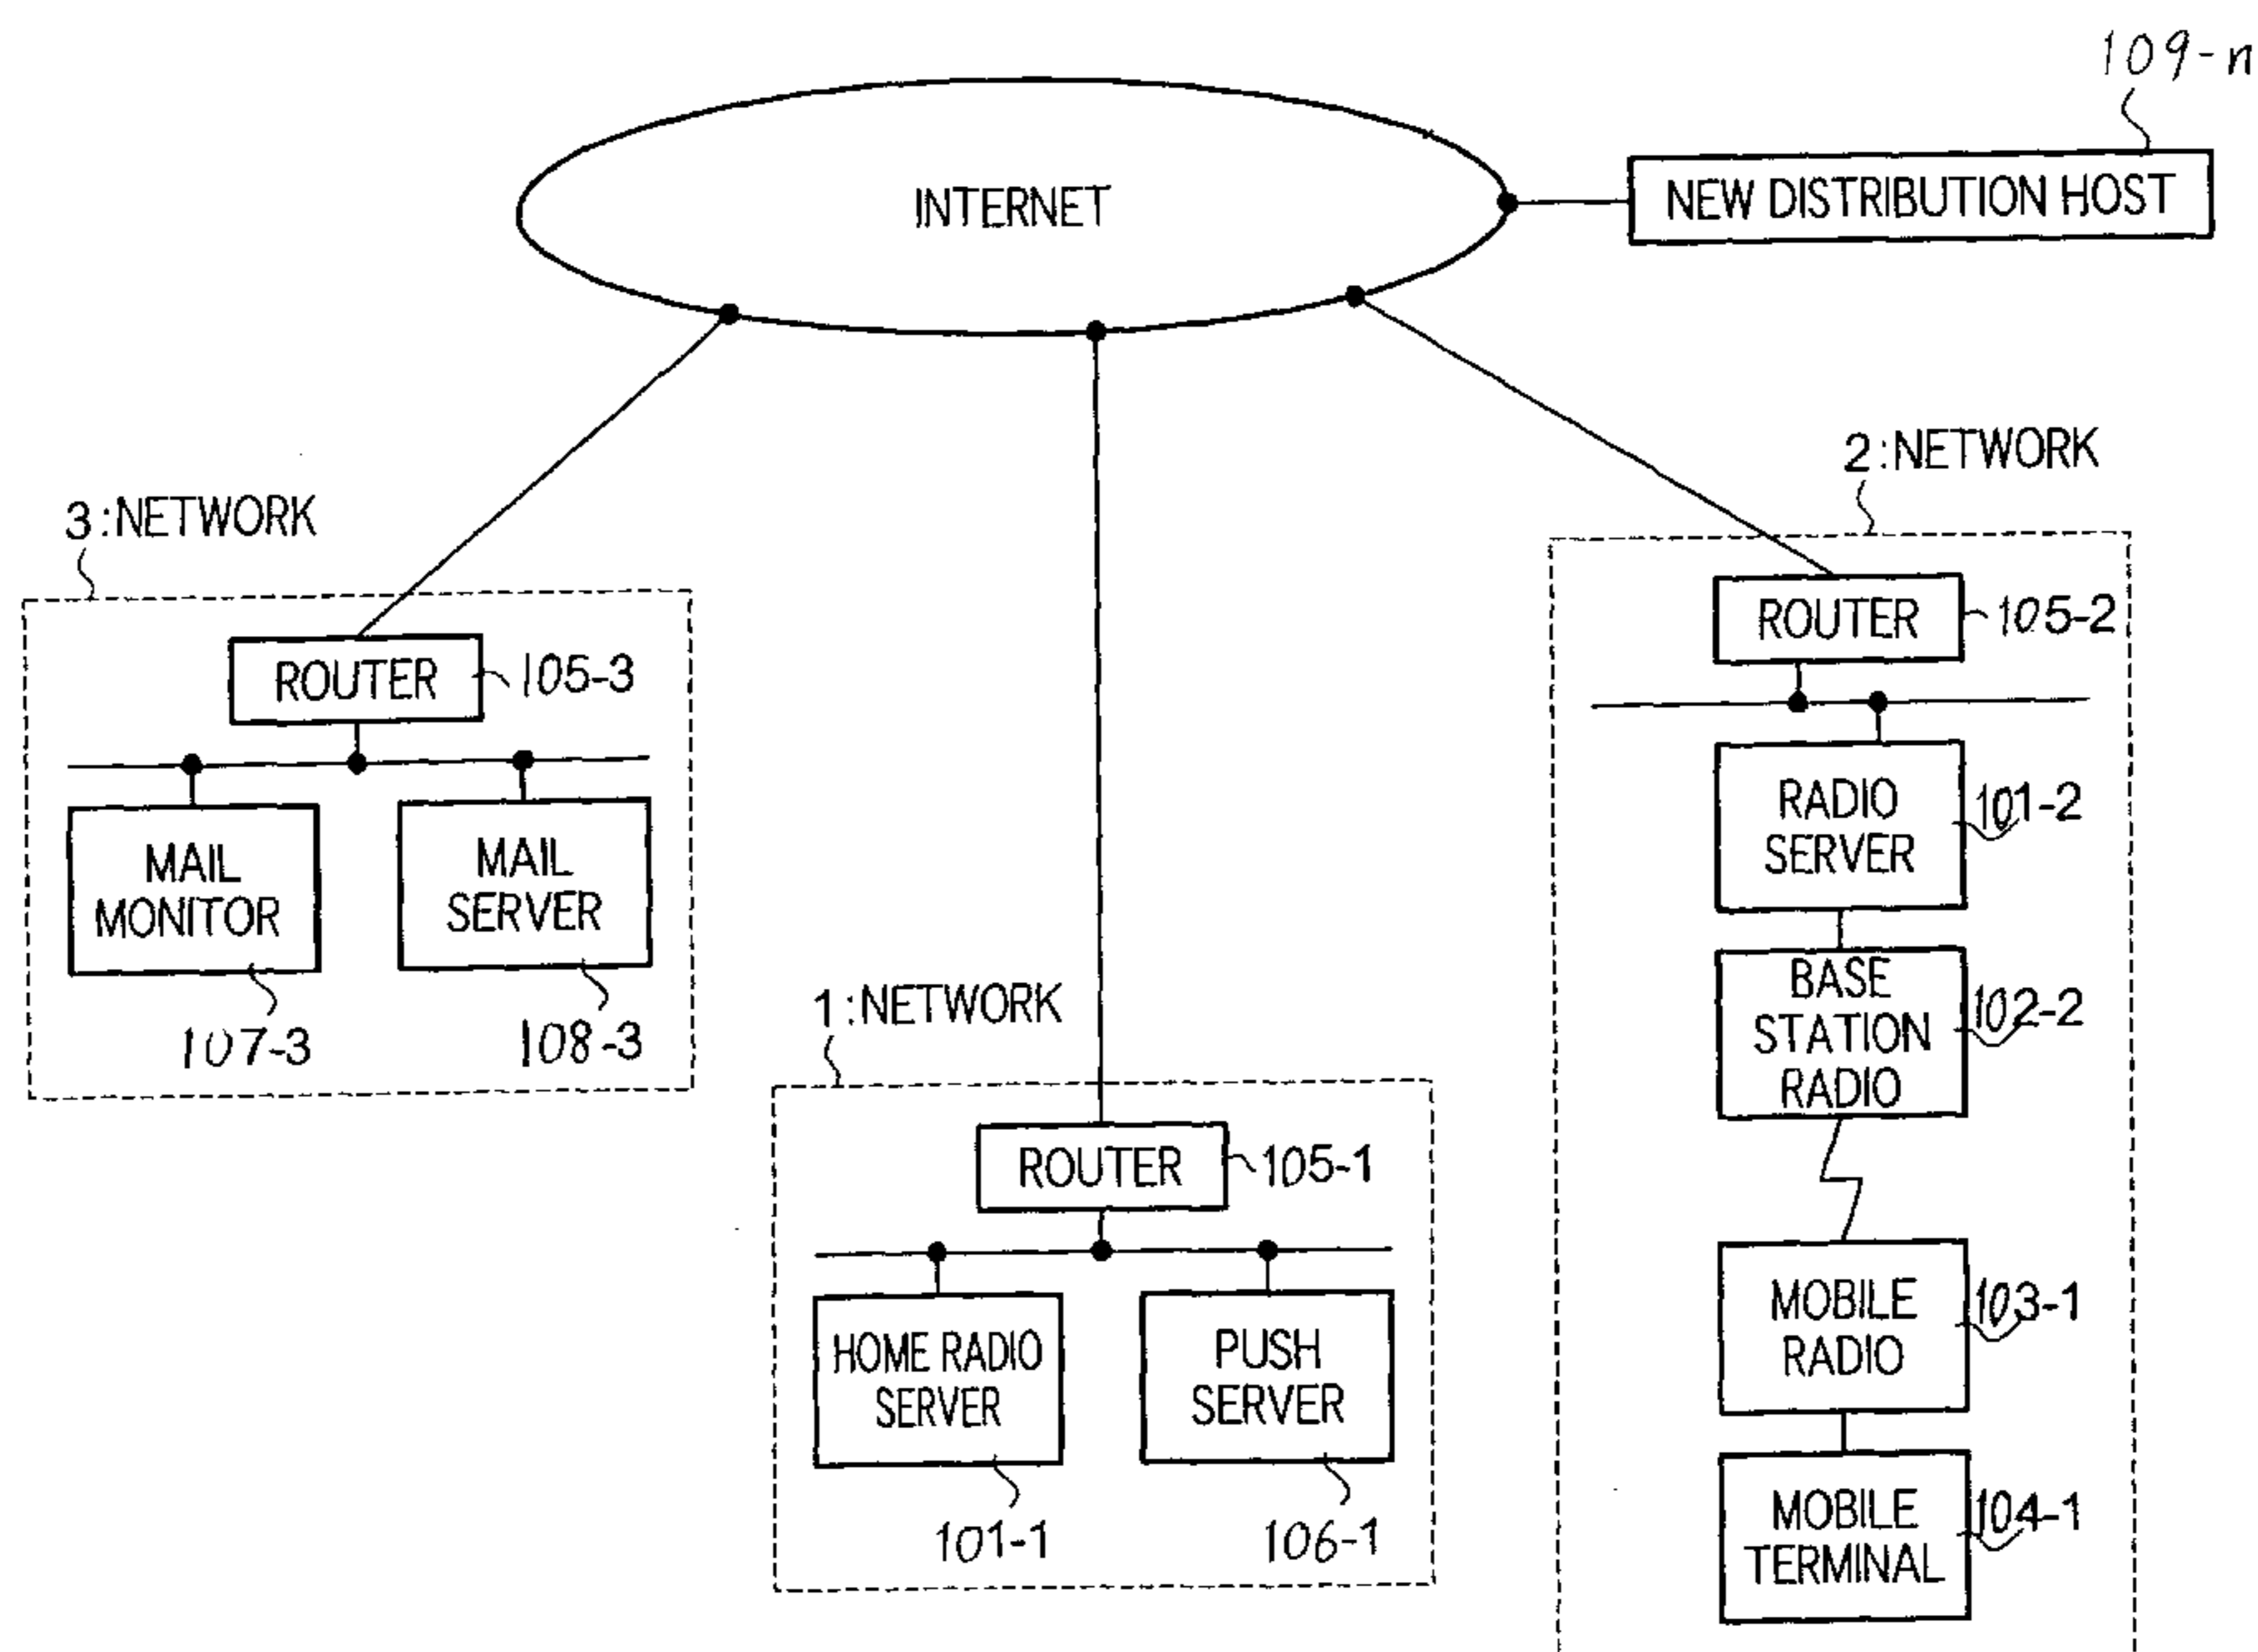 109-n
INTERNET
NEW DISTRIBUTION HOST
2:NETWORK
3:NETWORK
ROUTER
105-2
ROUTER
105-3
RADIO
SERVER
101-2
MAIL
MONITOR
MAIL
SERVER
107-3
108-3
BASE
STATION
RADIO
102-2
1:NETWORK
ROUTER
105-1
HOME RADIO
SERVER
PUSH
SERVER
101-1
106-1
MOBILE
RADIO
103-1
MOBILE
TERMINAL
104-1